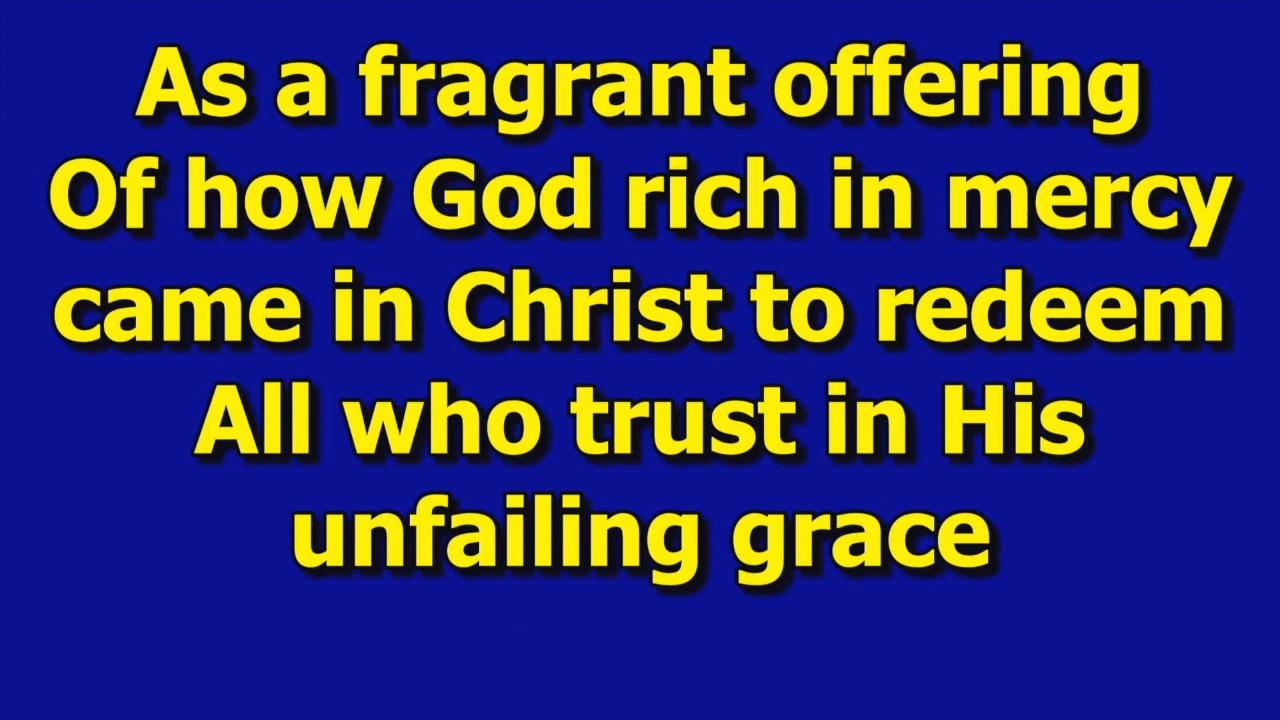 As a fragrant offering
Of how God rich in mercy
came in Christ to redeem
All who trust in His
unfailing grace